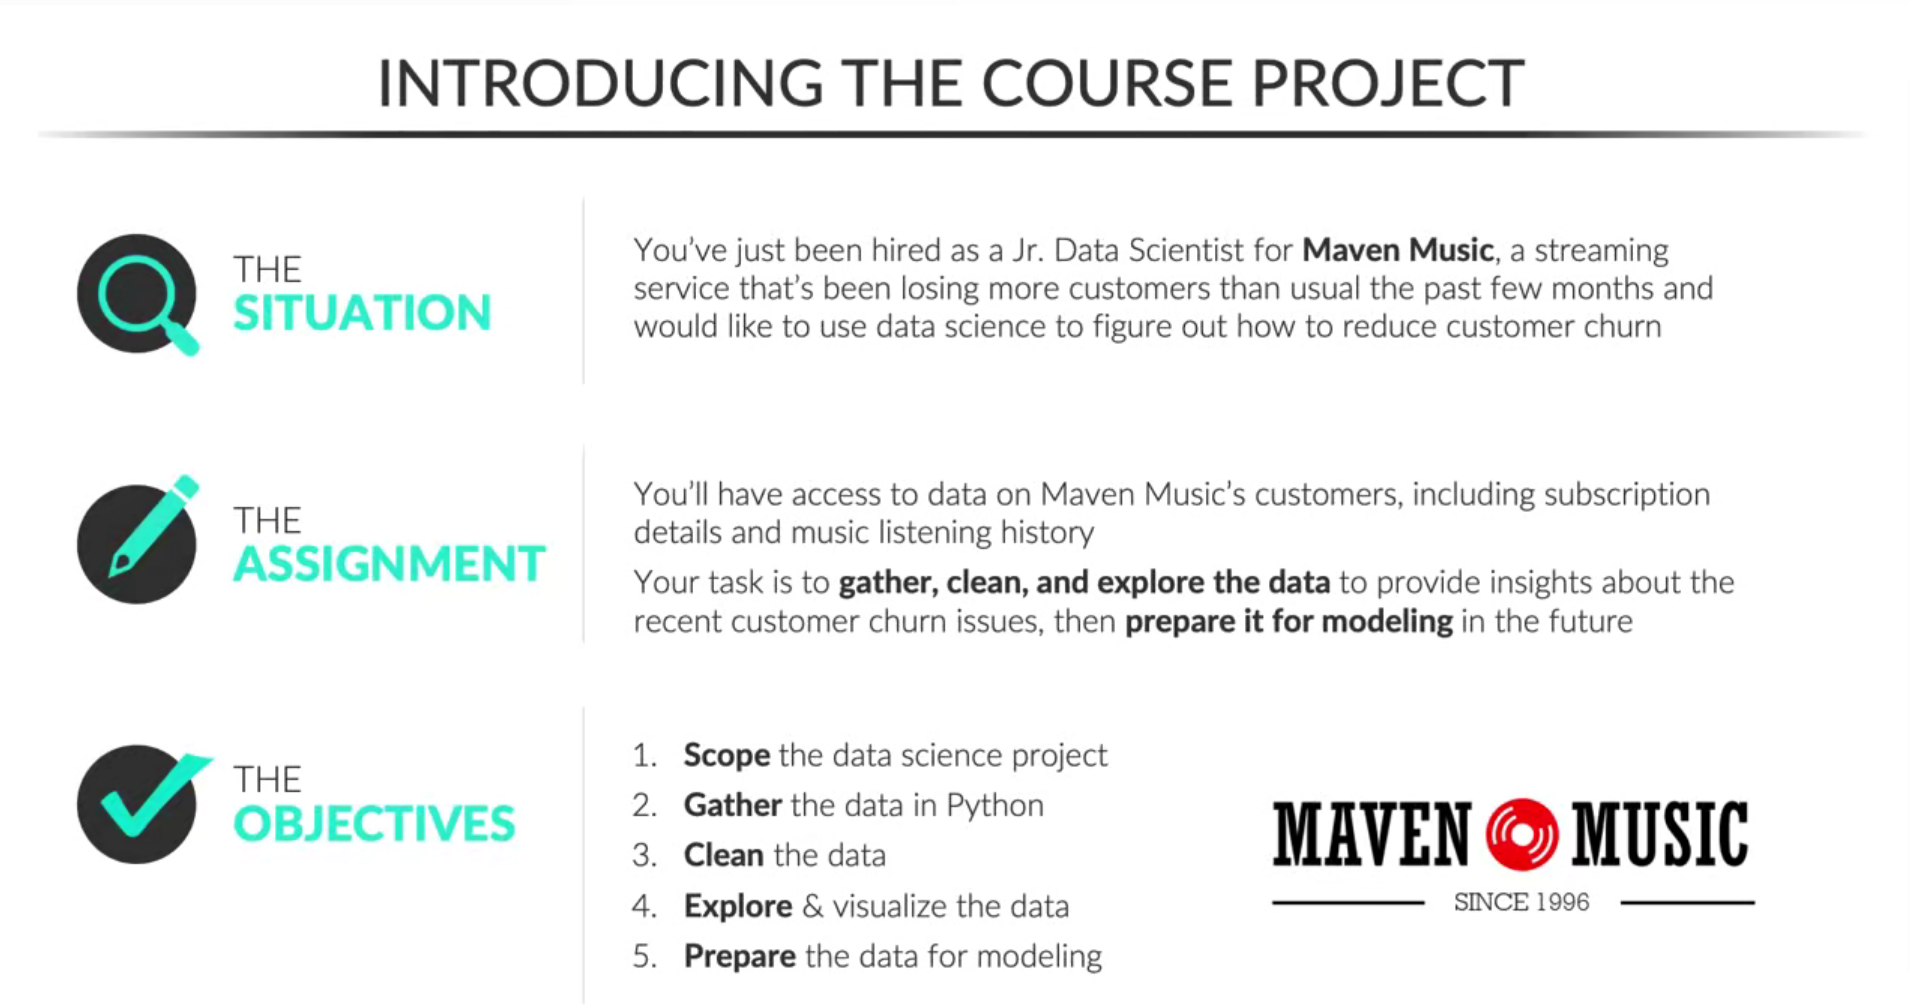 INTRODUCING THE COURSE PROJECT
THE
SITUATION
You've just been hired as a Jr. Data Scientist for Maven Music, a streaming
service that's been losing more customers than usual the past few months and
would like to use data science to figure out how to reduce customer churn
THE
ASSIGNMENT
You'll have access to data on Maven Music's customers, including subscription
details and music listening history
Your task is to gather, clean, and explore the data to provide insights about the
recent customer churn issues, then prepare it for modeling in the future
THE
OBJECTIVES
1. Scope the data science project
2. Gather the data in Python
3. Clean the data
4. Explore & visualize the data
5. Prepare the data for modeling
MAVEN MUSIC
SINCE 1996